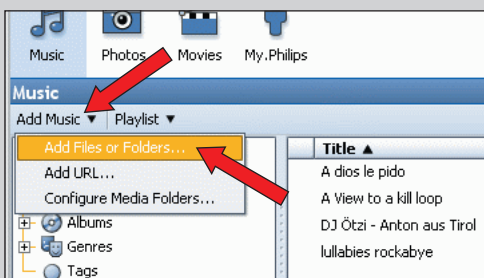 Music Photos Movies My.Philips
Music
Add Music ▼ Playlist ▼
Add Files or Folders...
Add URL...
Configure Media Folders...
Albums
Genres
Tags
Title ▲
A dios le pido
A View to a kill loop
DJ Ötzi - Anton aus Tirol
lullabies rockabye